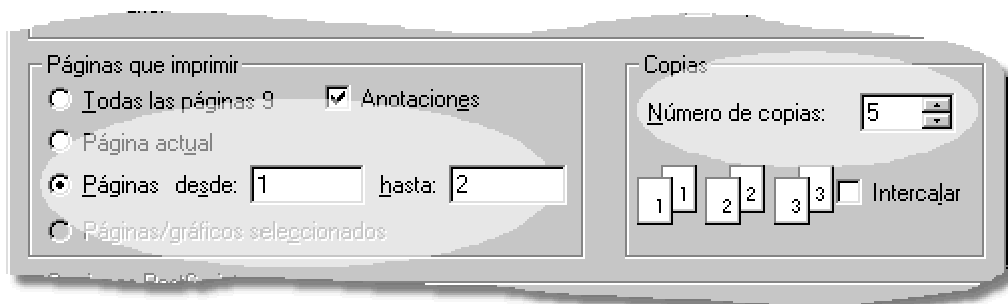 Páginas que imprimir
Todas las páginas 9 Anotaciones
Página actual
Páginas desde: 1 hasta: 2
Páginas/gráficos seleccionados
Copias
Número de copias: 5
1 1 2 2 3 3 Intercalar